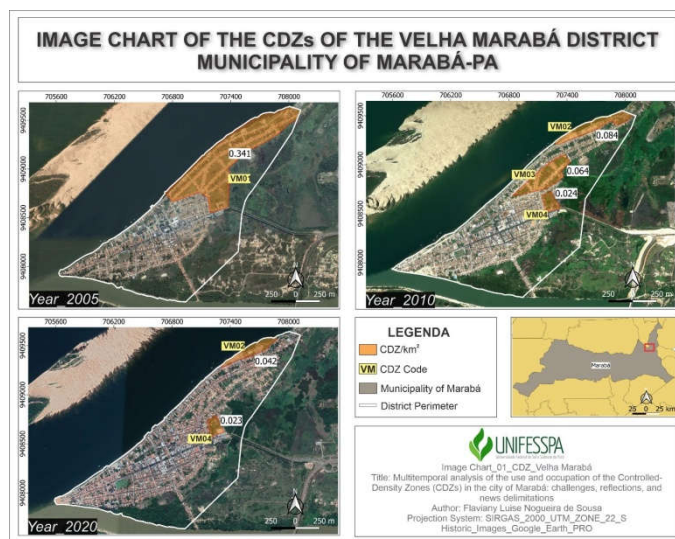 IMAGE CHART OF THE CDZs OF THE VELHA MARABÁ DISTRICT
MUNICIPALITY OF MARABÁ-PA
705600 706200 706800 707400 708000
9409500
9409000
9408500
9408000
0.341
VM01
250 0 250 m
Year_2005
705600 706200 706800 707400 708000
9409500
9409000
9408500
9408000
VM02
0.084
VM03
0.064
0.024
VM04
250 0 250 m
Year_2010
705600 706200 706800 707400 708000
9409500
9409000
9408500
9408000
VM02
0.042
0.023
VM04
250 0 250 m
Year_2020
LEGENDA
CDZ/km²
VM CDZ Code
Municipality of Marabá
District Perimeter
Marabá
25 0 25 km
UNIFESSPA
Image Chart_01_CDZ_Velha Marabá
Title: Multitemporal analysis of the use and occupation of the Controlled-
Density Zones (CDZs) in the city of Marabá: challenges, reflections, and
news delimitations
Author: Flaviany Luise Nogueira de Sousa
Projection System: SIRGAS_2000_UTM_ZONE_22_S
Historic_Images_Google_Earth_PRO